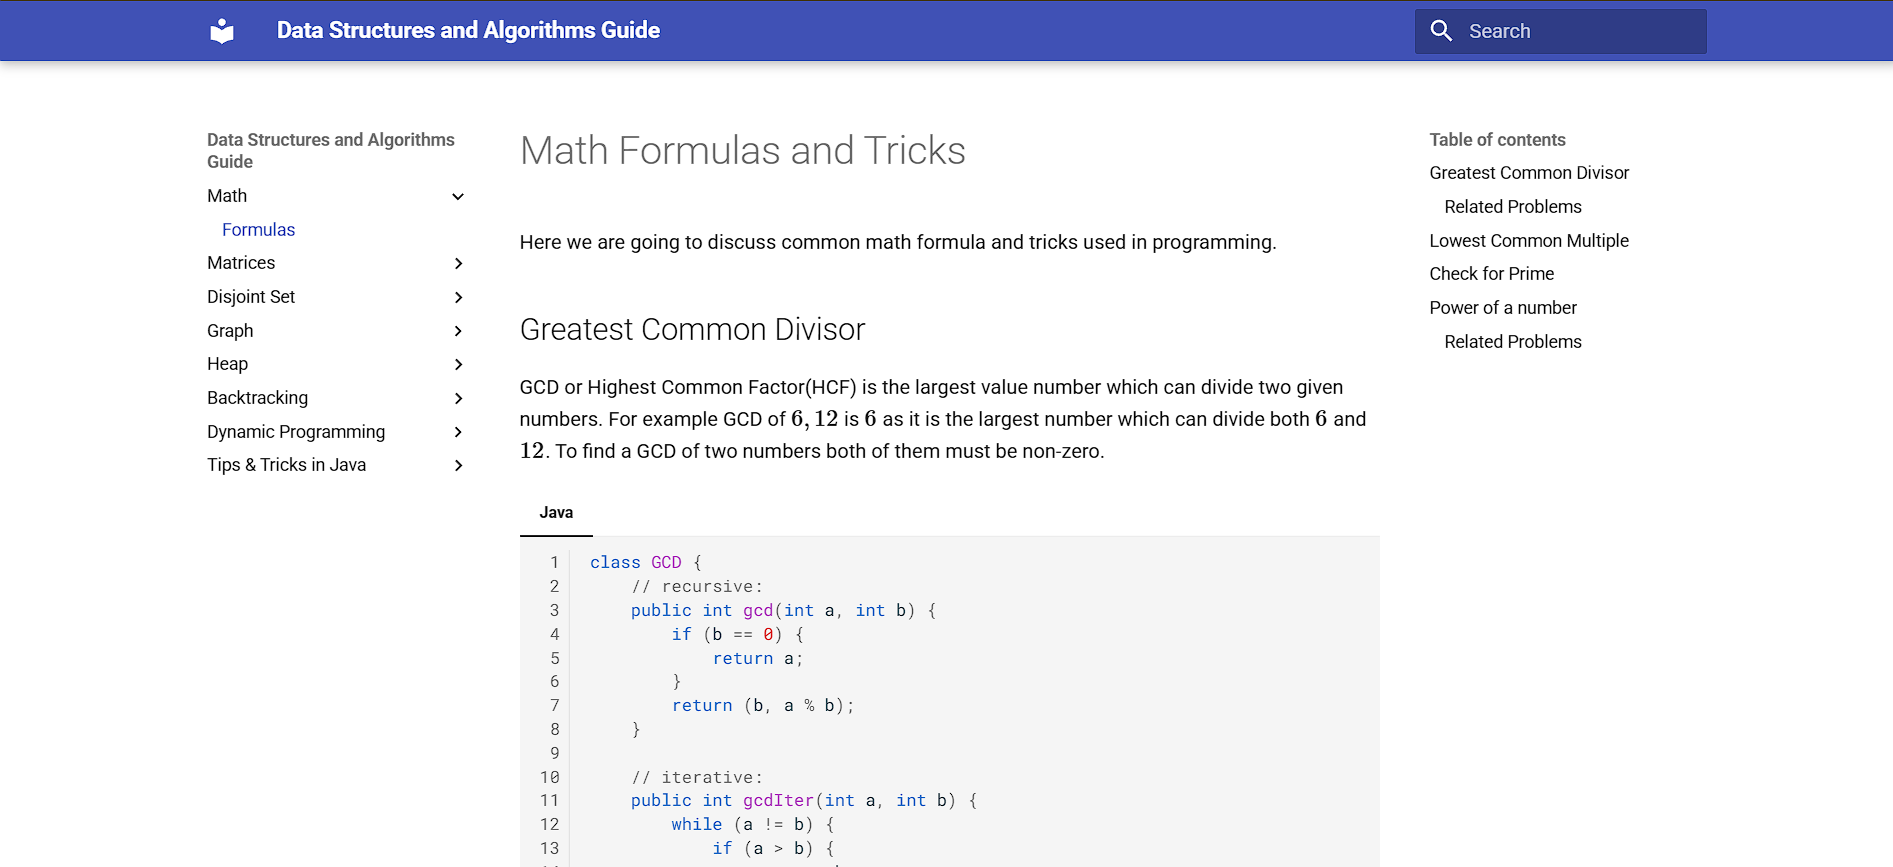 Data Structures and Algorithms Guide
Search
Data Structures and Algorithms
Guide
Math
Formulas
Matrices
Disjoint Set
Graph
Heap
Backtracking
Dynamic Programming
Tips & Tricks in Java
Math Formulas and Tricks
Here we are going to discuss common math formula and tricks used in programming.
Greatest Common Divisor
GCD or Highest Common Factor(HCF) is the largest value number which can divide two given
numbers. For example GCD of 6, 12 is 6 as it is the largest number which can divide both 6 and
12. To find a GCD of two numbers both of them must be non-zero.
Java
1 class GCD {
2     // recursive:
3     public int gcd(int a, int b) {
4         if (b == 0) {
5             return a;
6         }
7         return (b, a % b);
8     }
9
10     // iterative:
11     public int gcdIter(int a, int b) {
12         while (a != b) {
13             if (a > b) {
Table of contents
Greatest Common Divisor
Related Problems
Lowest Common Multiple
Check for Prime
Power of a number
Related Problems